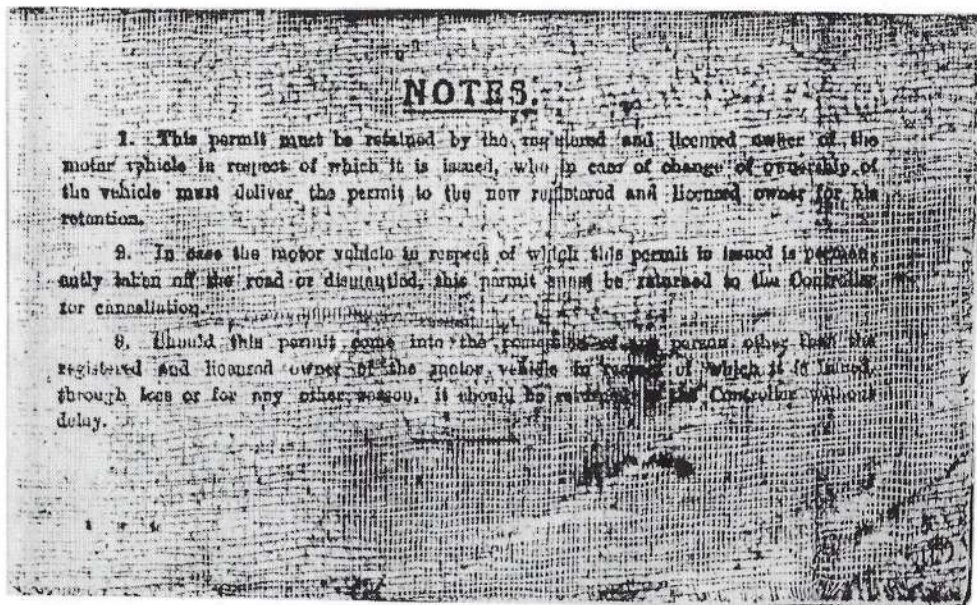 NOTES.
1. This permit must be retained by the registered and licensed owner of the
motor vehicle in respect of which it is issued, who in case of change of ownership of
the vehicle must deliver the permit to the new registered and licensed owner for his
retention.
2. In case the motor vehicle in respect of which this permit is issued is perman-
ently taken off the road or dismantled, this permit must be returned to the Controller
for cancellation.
3. Should this permit come into the possession of any person other than the
registered and licensed owner of the motor vehicle in respect of which it is issued,
through loss or for any other reason, it should be returned to the Controller without
delay.